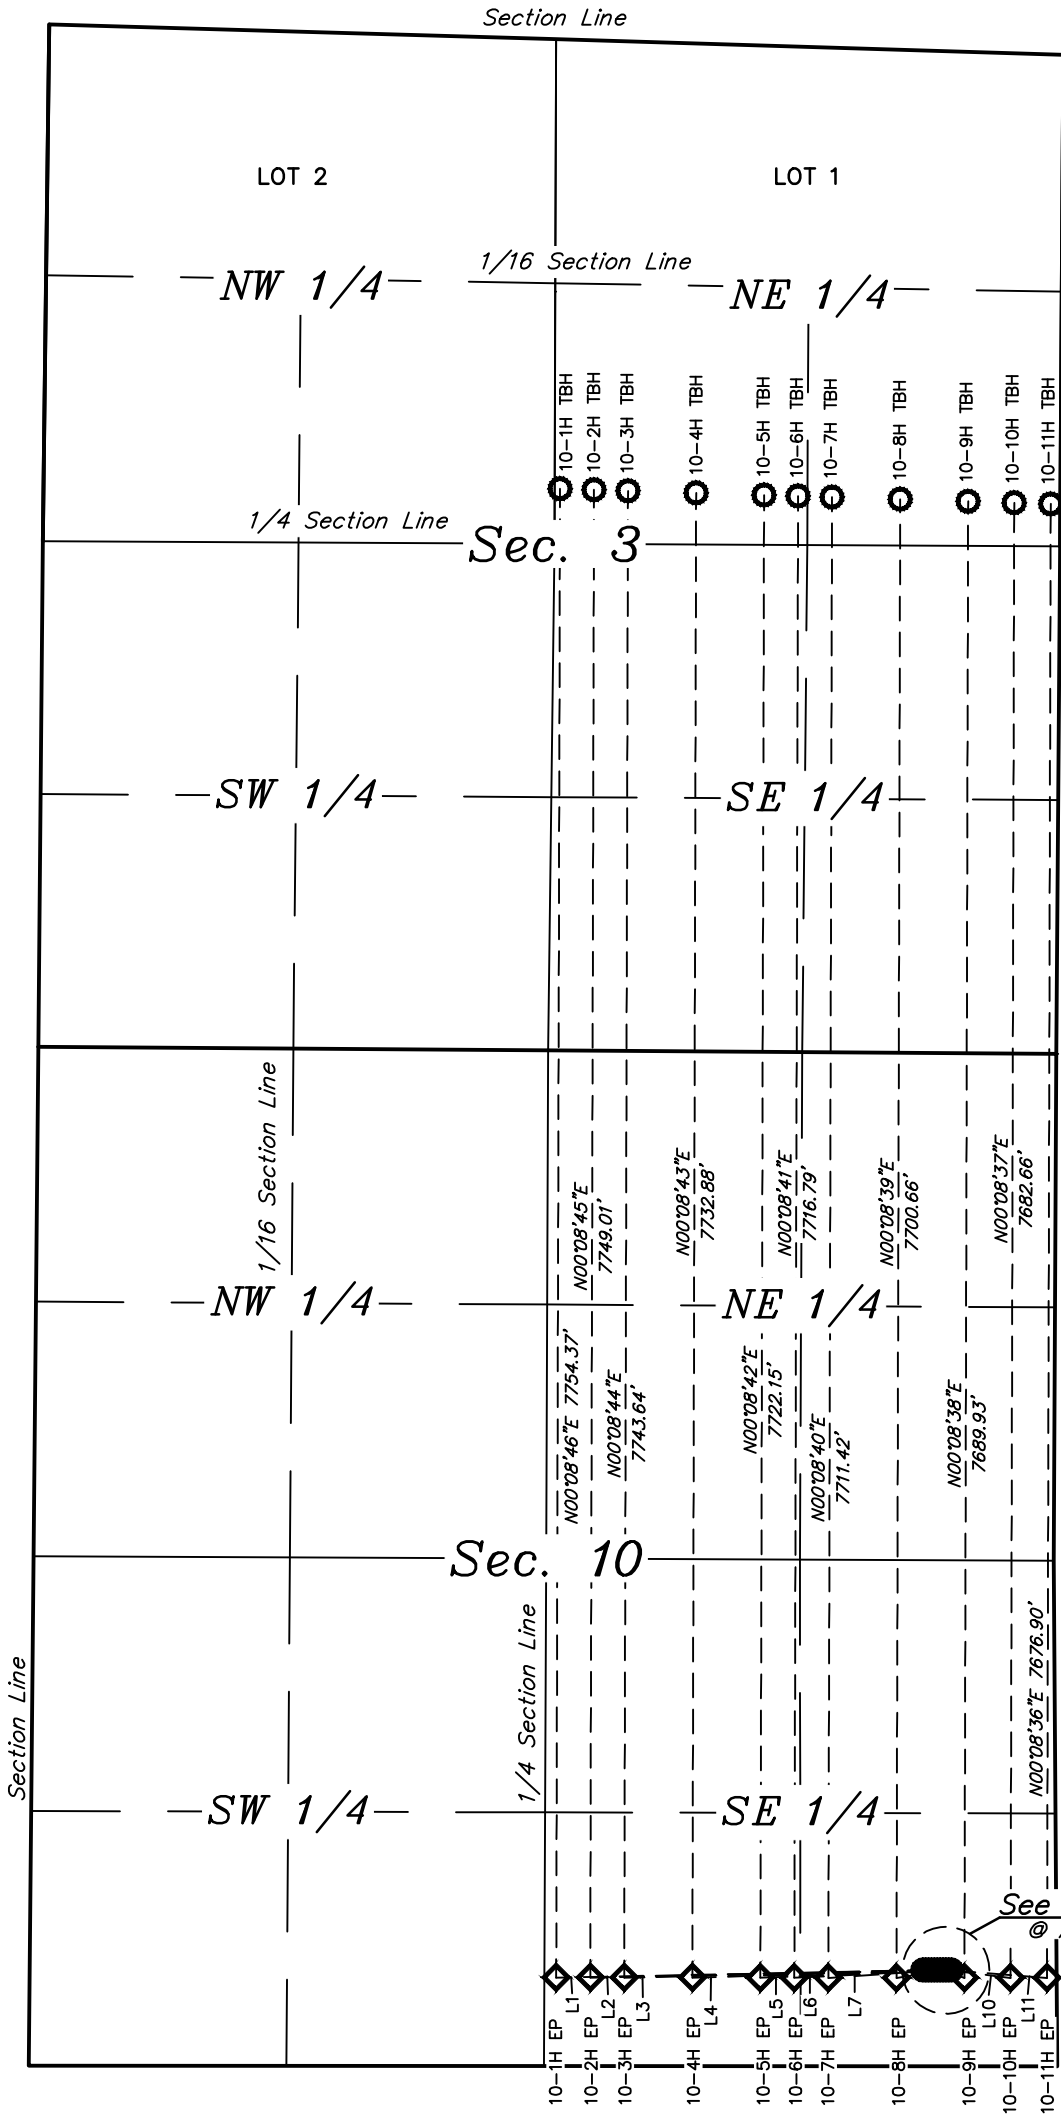 Section Line
LOT 2
LOT 1
1/16 Section Line
NW 1/4
NE 1/4
10-1H TBH
10-2H TBH
10-3H TBH
10-4H TBH
10-5H TBH
10-6H TBH
10-7H TBH
10-8H TBH
10-9H TBH
10-10H TBH
10-11H TBH
1/4 Section Line
Sec. 3
SW 1/4
SE 1/4
1/16 Section Line
N00°08'46"E 7754.37'
N00°08'45"E
7749.01'
N00°08'44"E
7743.64'
N00°08'43"E
7732.88'
N00°08'42"E
7722.15'
N00°08'41"E
7716.79'
N00°08'40"E
7711.42'
N00°08'39"E
7700.66'
N00°08'38"E
7689.93'
N00°08'37"E
7682.66'
N00°08'36"E 7676.90'
NW 1/4
NE 1/4
Sec. 10
Section Line
1/4 Section Line
SW 1/4
SE 1/4
See
@
L1
L2
L3
L4
L5
L6
L7
L10
L11
10-1H EP
10-2H EP
10-3H EP
10-4H EP
10-5H EP
10-6H EP
10-7H EP
10-8H EP
10-9H EP
10-10H EP
10-11H EP